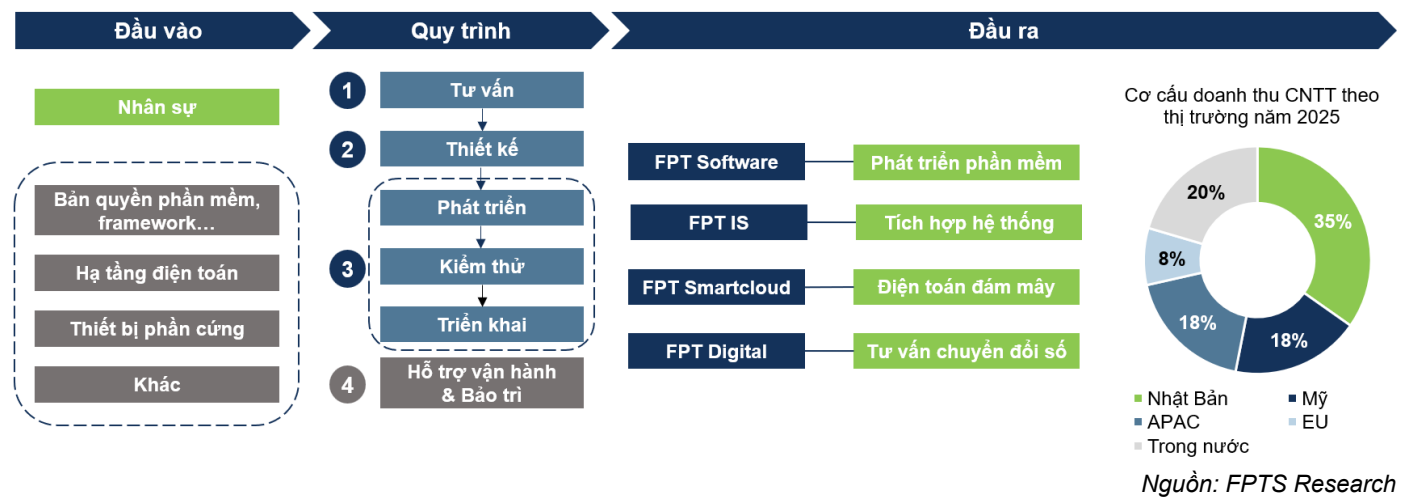 Đầu vào
Quy trình
Đầu ra
Nhân sự
Bản quyền phần mềm,
framework...
Hạ tầng điện toán
Thiết bị phần cứng
Khác
1
Tư vấn
2
Thiết kế
Phát triển
3
Kiểm thử
Triển khai
4
Hỗ trợ vận hành
& Bảo trì
FPT Software
Phát triển phần mềm
FPT IS
Tích hợp hệ thống
FPT Smartcloud
Điện toán đám mây
FPT Digital
Tư vấn chuyển đổi số
Cơ cấu doanh thu CNTT theo
thị trường năm 2025
35%
18%
18%
8%
20%
Nhật Bản
Mỹ
APAC
EU
Trong nước
Nguồn: FPTS Research